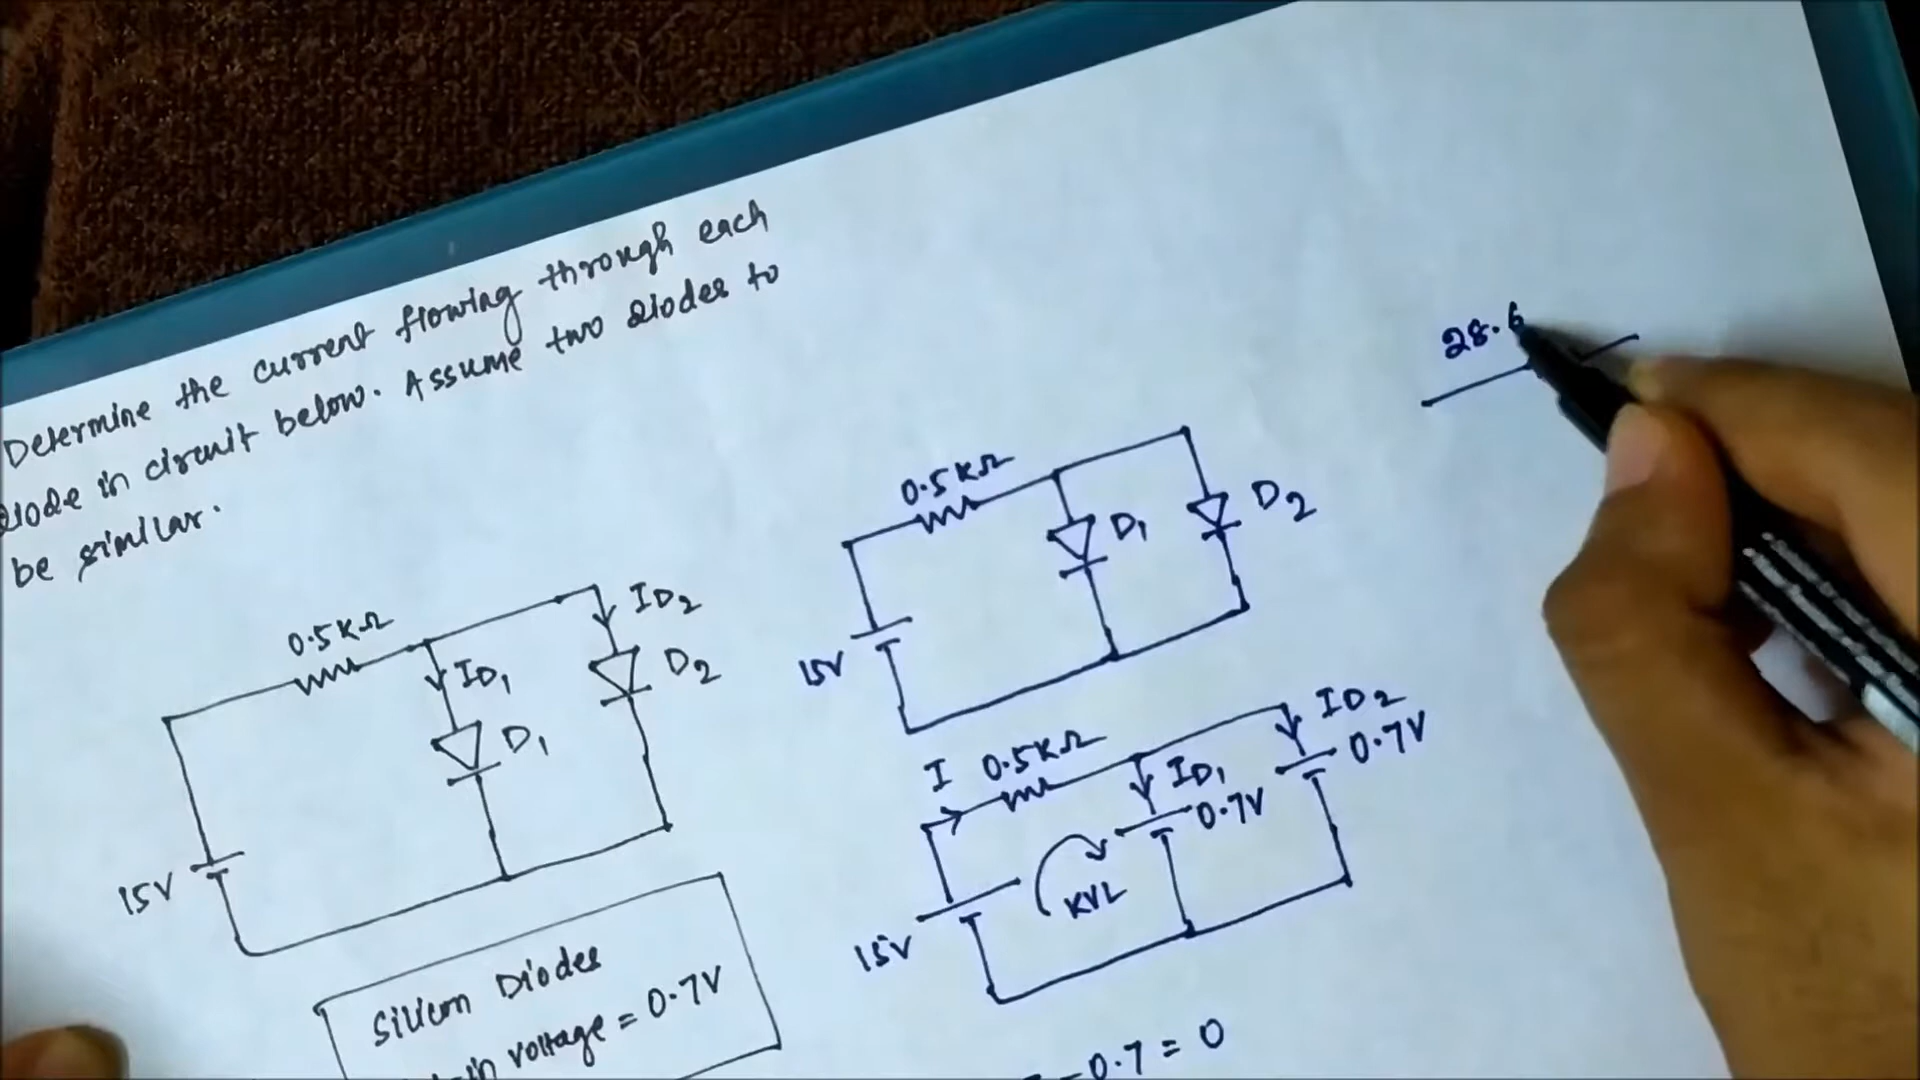 Determine the current flowing through each
diode in circuit below. Assume two diodes to
be similar.
0.5KΩ
ID1
ID2
D1
D2
15V
Silicon Diodes
voltage = 0.7V
0.5KΩ
D1
D2
15V
I
0.5KΩ
ID1
0.7V
ID2
0.7V
KVL
15V
-0.7 = 0
28.6